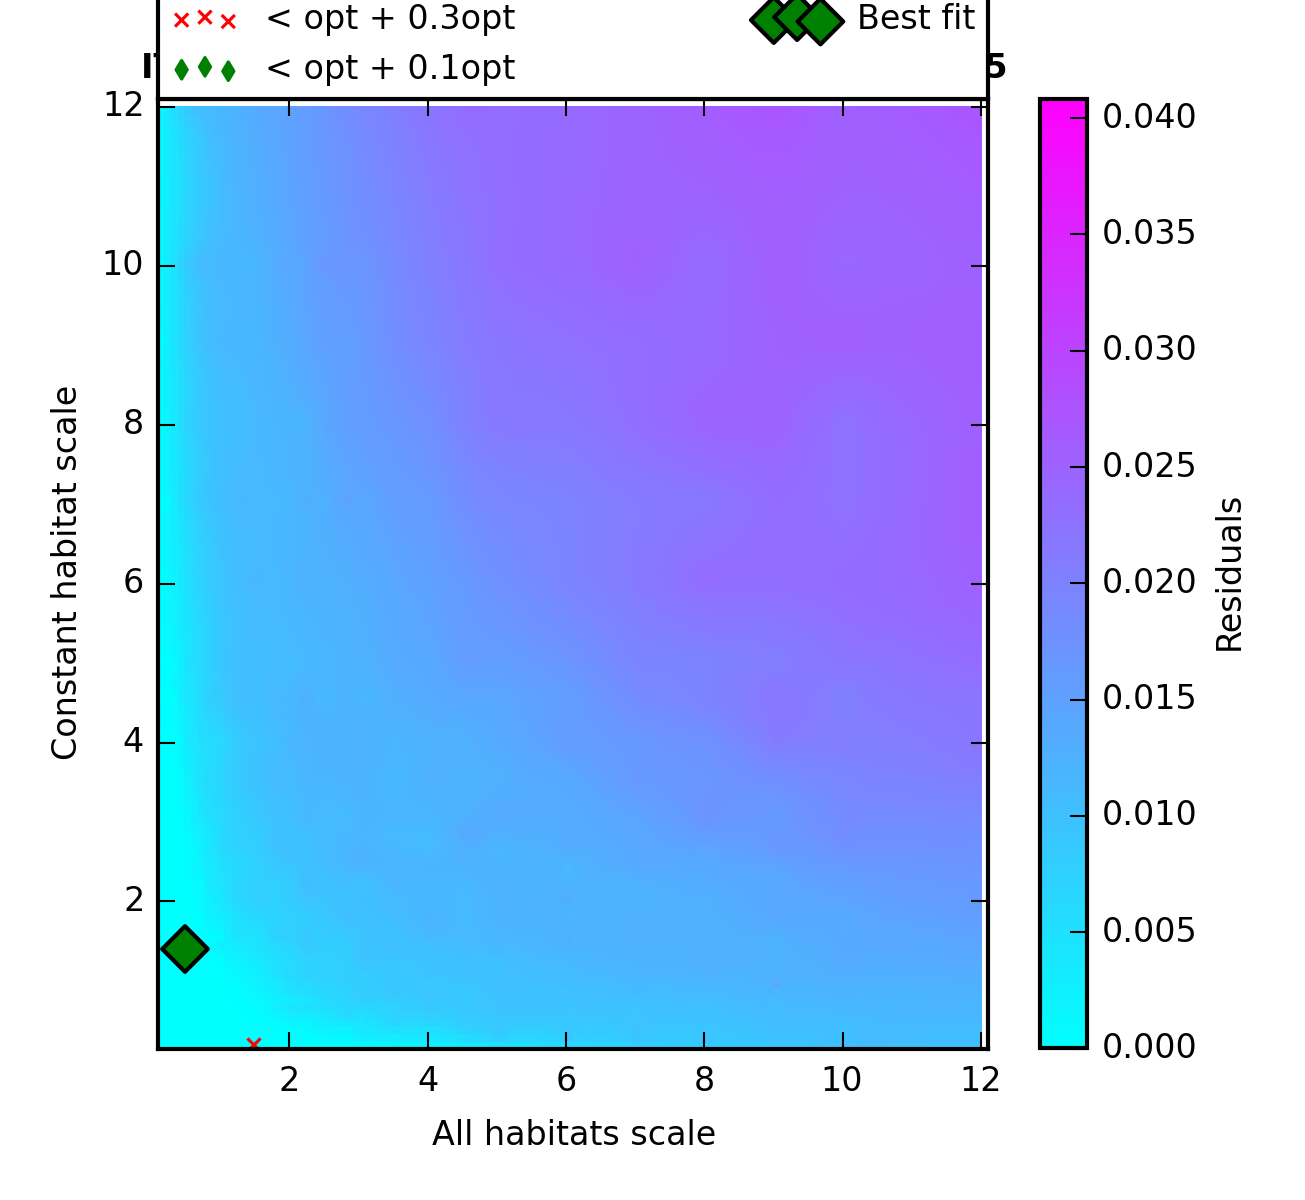 < opt + 0.3opt
Best fit
< opt + 0.1opt
5
12
10
8
6
4
2
Constant habitat scale
2 4 6 8 10 12
All habitats scale
0.040
0.035
0.030
0.025
0.020
0.015
0.010
0.005
0.000
Residuals